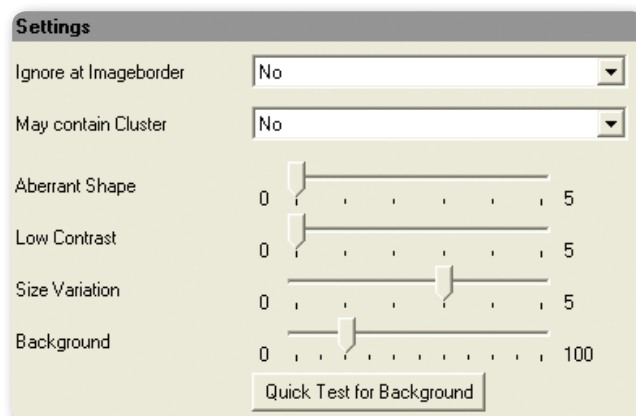 Settings
Ignore at Imageborder No
May contain Cluster No
Aberrant Shape
0 5
Low Contrast
0 5
Size Variation
0 5
Background
0 100
Quick Test for Background